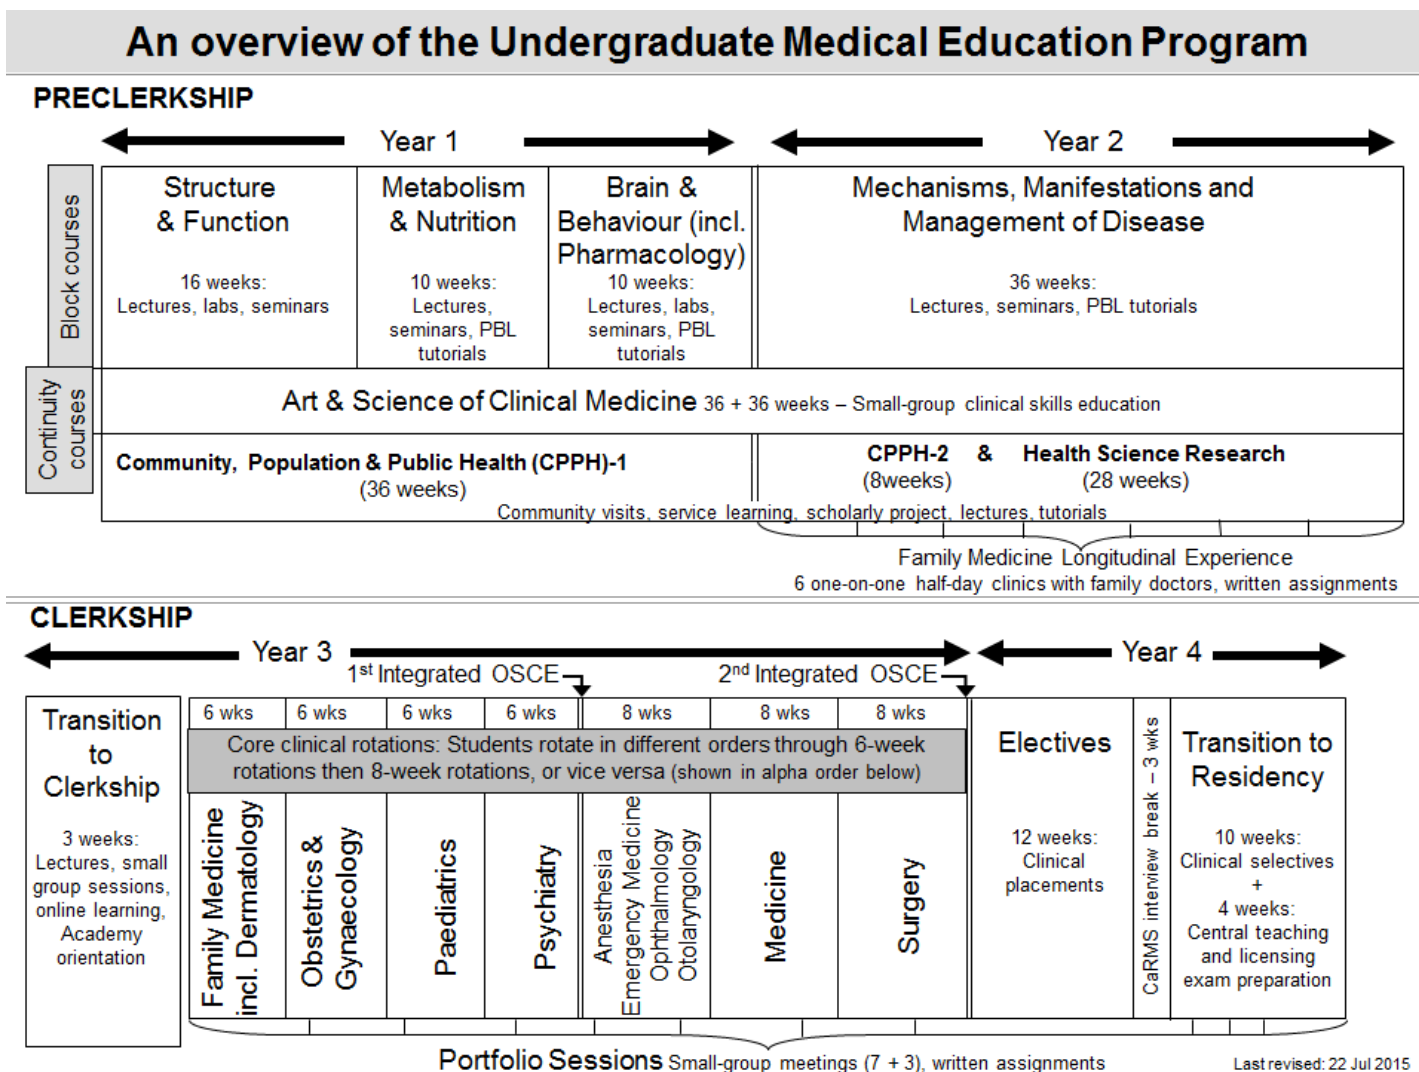 An overview of the Undergraduate Medical Education Program
PRECLERKSHIP
Year 1
Year 2
Block courses
Structure
& Function
16 weeks:
Lectures, labs, seminars
Metabolism
& Nutrition
10 weeks:
Lectures,
seminars, PBL
tutorials
Brain &
Behaviour (incl.
Pharmacology)
10 weeks:
Lectures, labs,
seminars, PBL
tutorials
Mechanisms, Manifestations and
Management of Disease
36 weeks:
Lectures, seminars, PBL tutorials
Continuity
courses
Art & Science of Clinical Medicine 36 + 36 weeks – Small-group clinical skills education
Community, Population & Public Health (CPPH)-1
(36 weeks)
CPPH-2 & Health Science Research
(8weeks) (28 weeks)
Community visits, service learning, scholarly project, lectures, tutorials
Family Medicine Longitudinal Experience
6 one-on-one half-day clinics with family doctors, written assignments
CLERKSHIP
Year 3
Year 4
1st Integrated OSCE
2nd Integrated OSCE
Transition
to
Clerkship
3 weeks:
Lectures, small
group sessions,
online learning,
Academy
orientation
6 wks
6 wks
6 wks
6 wks
8 wks
8 wks
8 wks
Core clinical rotations: Students rotate in different orders through 6-week
rotations then 8-week rotations, or vice versa (shown in alpha order below)
Family Medicine
incl. Dermatology
Obstetrics &
Gynaecology
Paediatrics
Psychiatry
Anesthesia
Emergency Medicine
Ophthalmology
Otolaryngology
Medicine
Surgery
Electives
12 weeks:
Clinical
placements
CaRMS interview break – 3 wks
Transition to
Residency
10 weeks:
Clinical selectives
+
4 weeks:
Central teaching
and licensing
exam preparation
Portfolio Sessions Small-group meetings (7 + 3), written assignments
Last revised: 22 Jul 2015